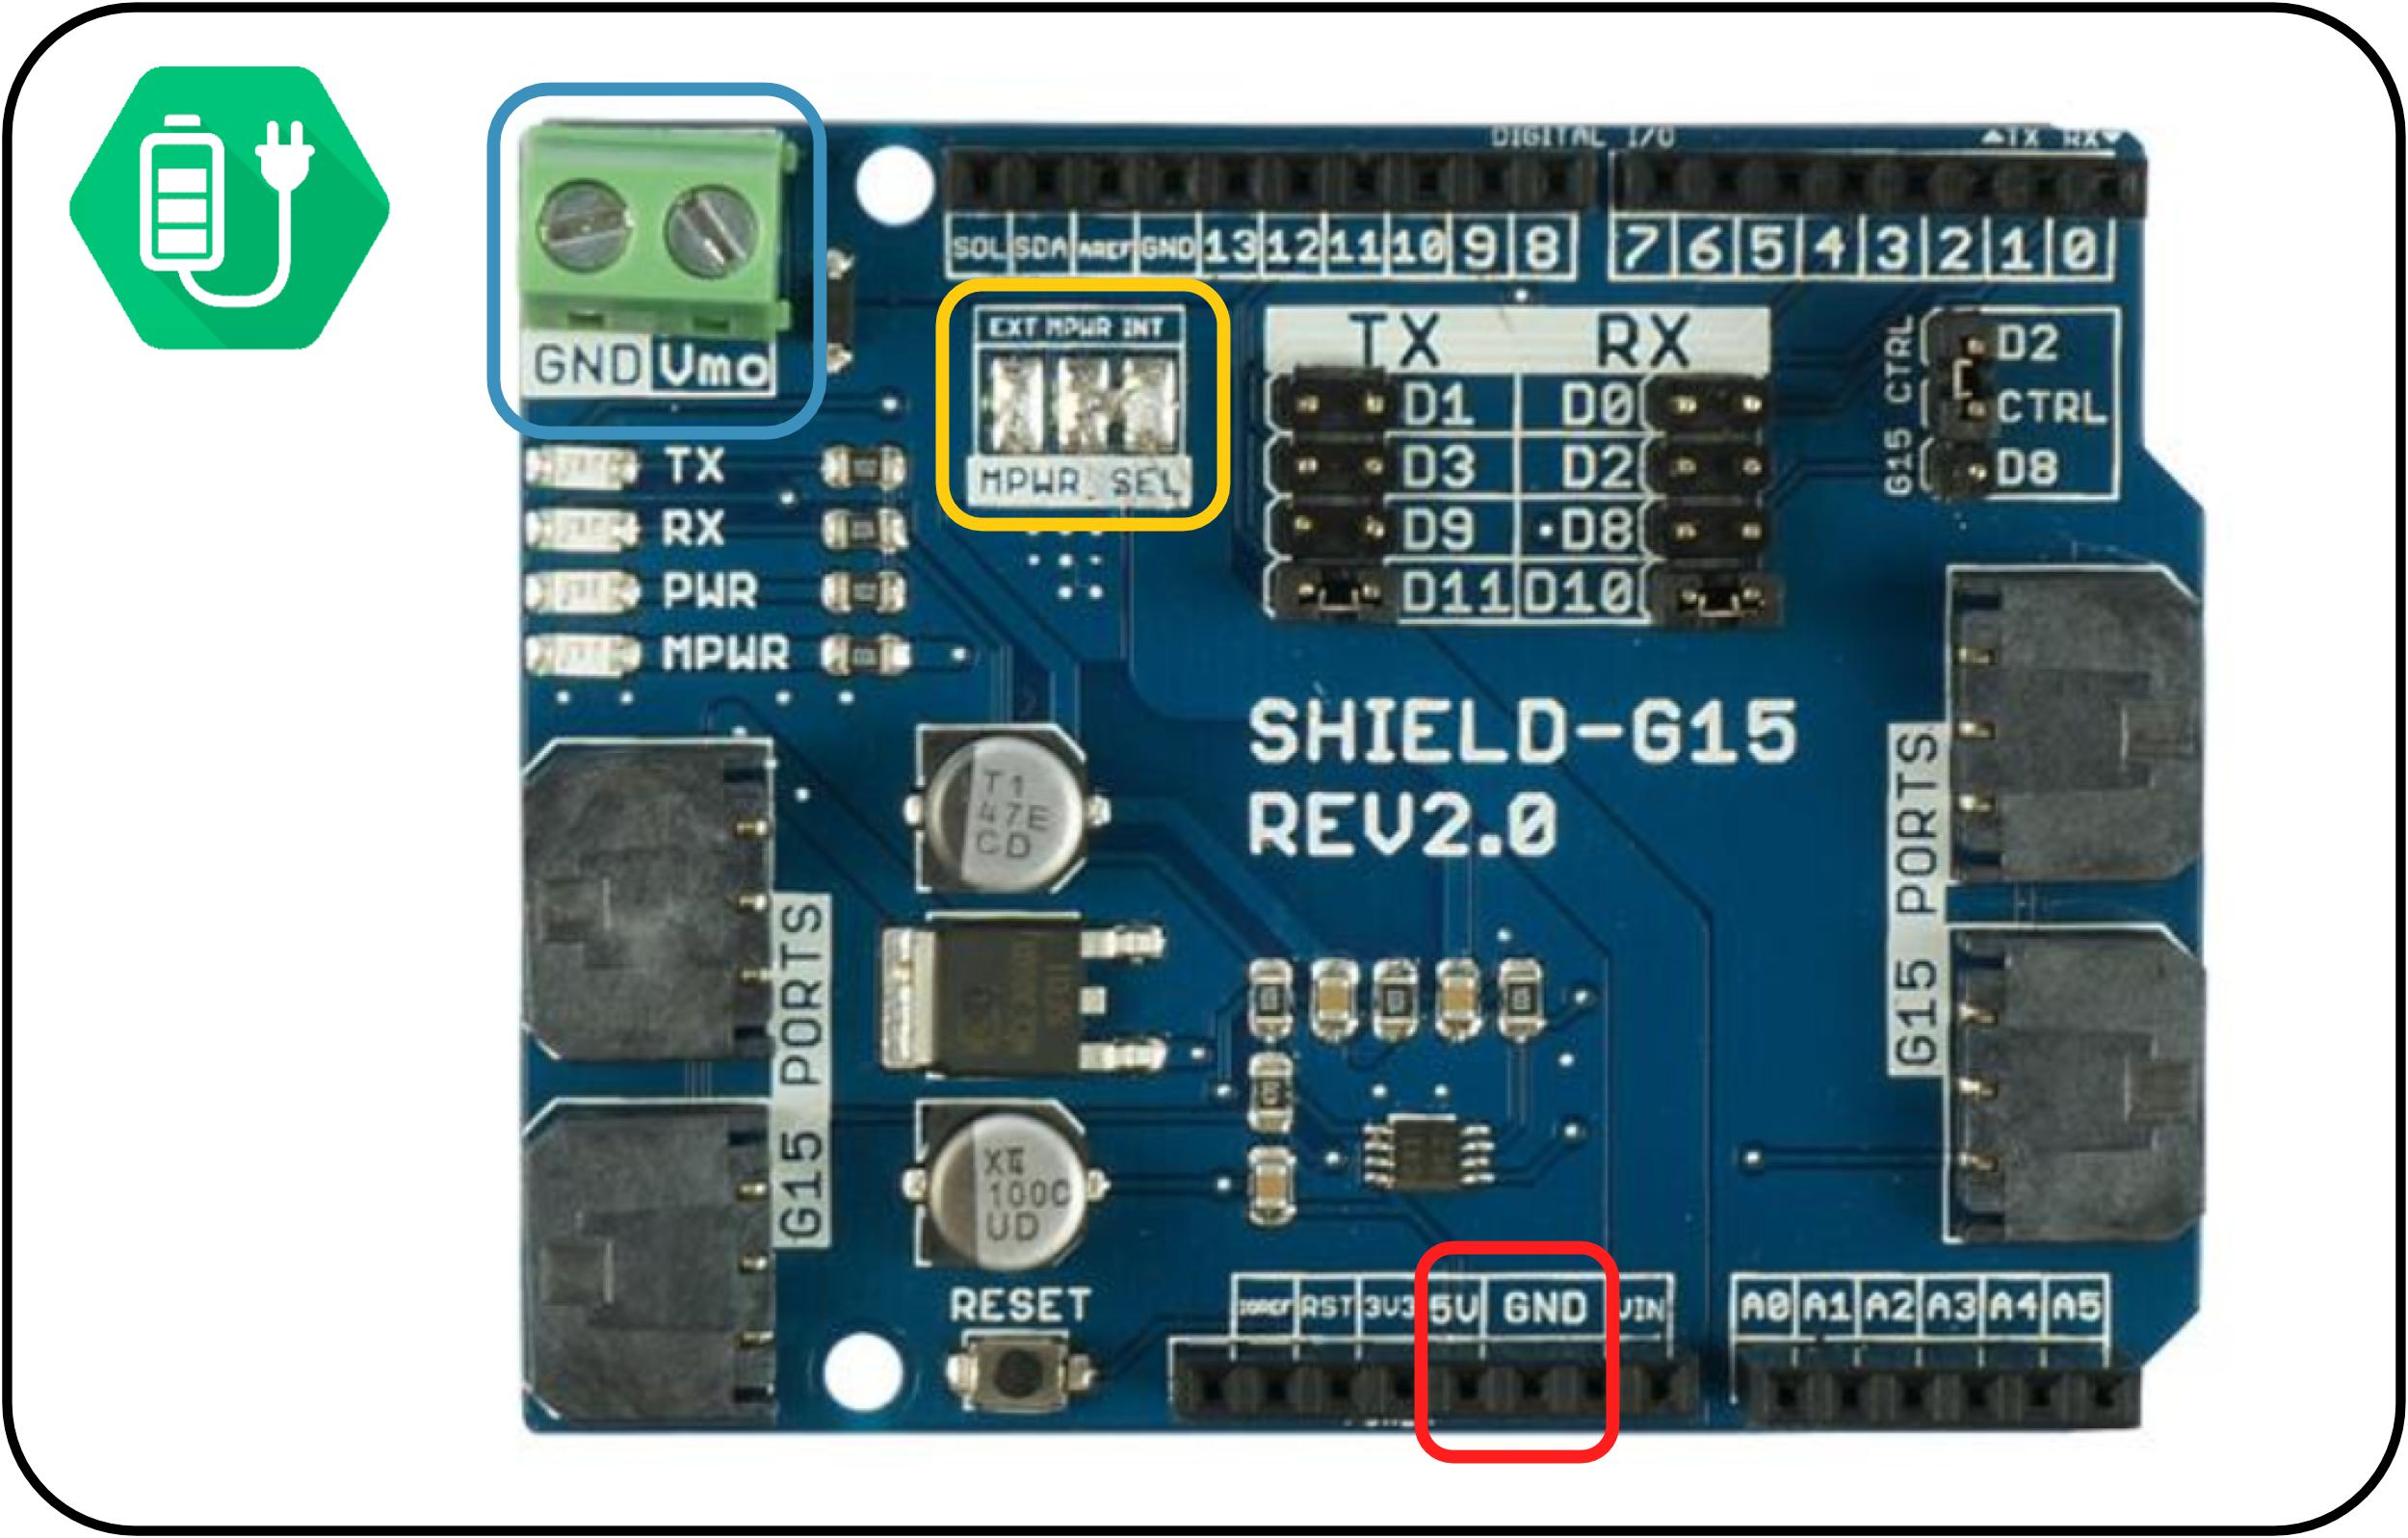 DIGITAL I/O TX RX
SOL SDA AREF GND 13 12 11 10 9 8 7 6 5 4 3 2 1 0
GND Vmo
EXT MPWR INT
MPWR SEL
TX RX
D1 D0
D3 D2
D9 D8
D11 D10
G15 CTRL
D2
CTRL
D8
TX
RX
PWR
MPWR
SHIELD-G15
REV2.0
T1
47E
CD
G15 PORTS
G15 PORTS
100C
UD
RESET
RST 3V3 5V GND VIN
A0 A1 A2 A3 A4 A5